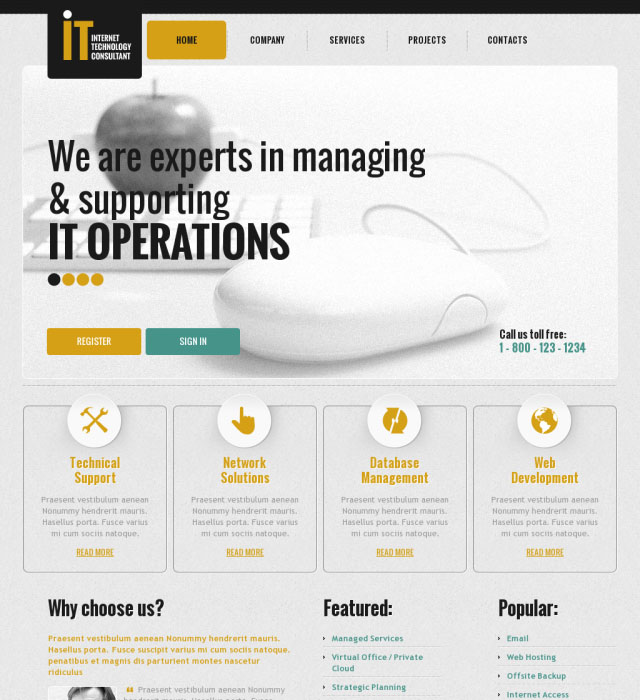 iT INTERNET
TECHNOLOGY
CONSULTANT
HOME
COMPANY
SERVICES
PROJECTS
CONTACTS
We are experts in managing
& supporting
IT OPERATIONS
REGISTER
SIGN IN
Call us toll free:
1 - 800 - 123 - 1234
Technical
Support
Praesent vestibulum aenean
Nonummy hendrerit mauris.
Hasellus porta. Fusce varius
mi cum sociis natoque.
READ MORE
Network
Solutions
Praesent vestibulum aenean
Nonummy hendrerit mauris.
Hasellus porta. Fusce varius
mi cum sociis natoque.
READ MORE
Database
Management
Praesent vestibulum aenean
Nonummy hendrerit mauris.
Hasellus porta. Fusce varius
mi cum sociis natoque.
READ MORE
Web
Development
Praesent vestibulum aenean
Nonummy hendrerit mauris.
Hasellus porta. Fusce varius
mi cum sociis natoque.
READ MORE
Why choose us?
Praesent vestibulum aenean Nonummy hendrerit mauris.
Hasellus porta. Fusce suscipit varius mi cum sociis natoque.
penatibus et magnis dis parturient montes nascetur
ridiculus
“ Praesent vestibulum aenean Nonummy
Featured:
Managed Services
Virtual Office / Private
Cloud
Strategic Planning
Popular:
Email
Web Hosting
Offsite Backup
Internet Access